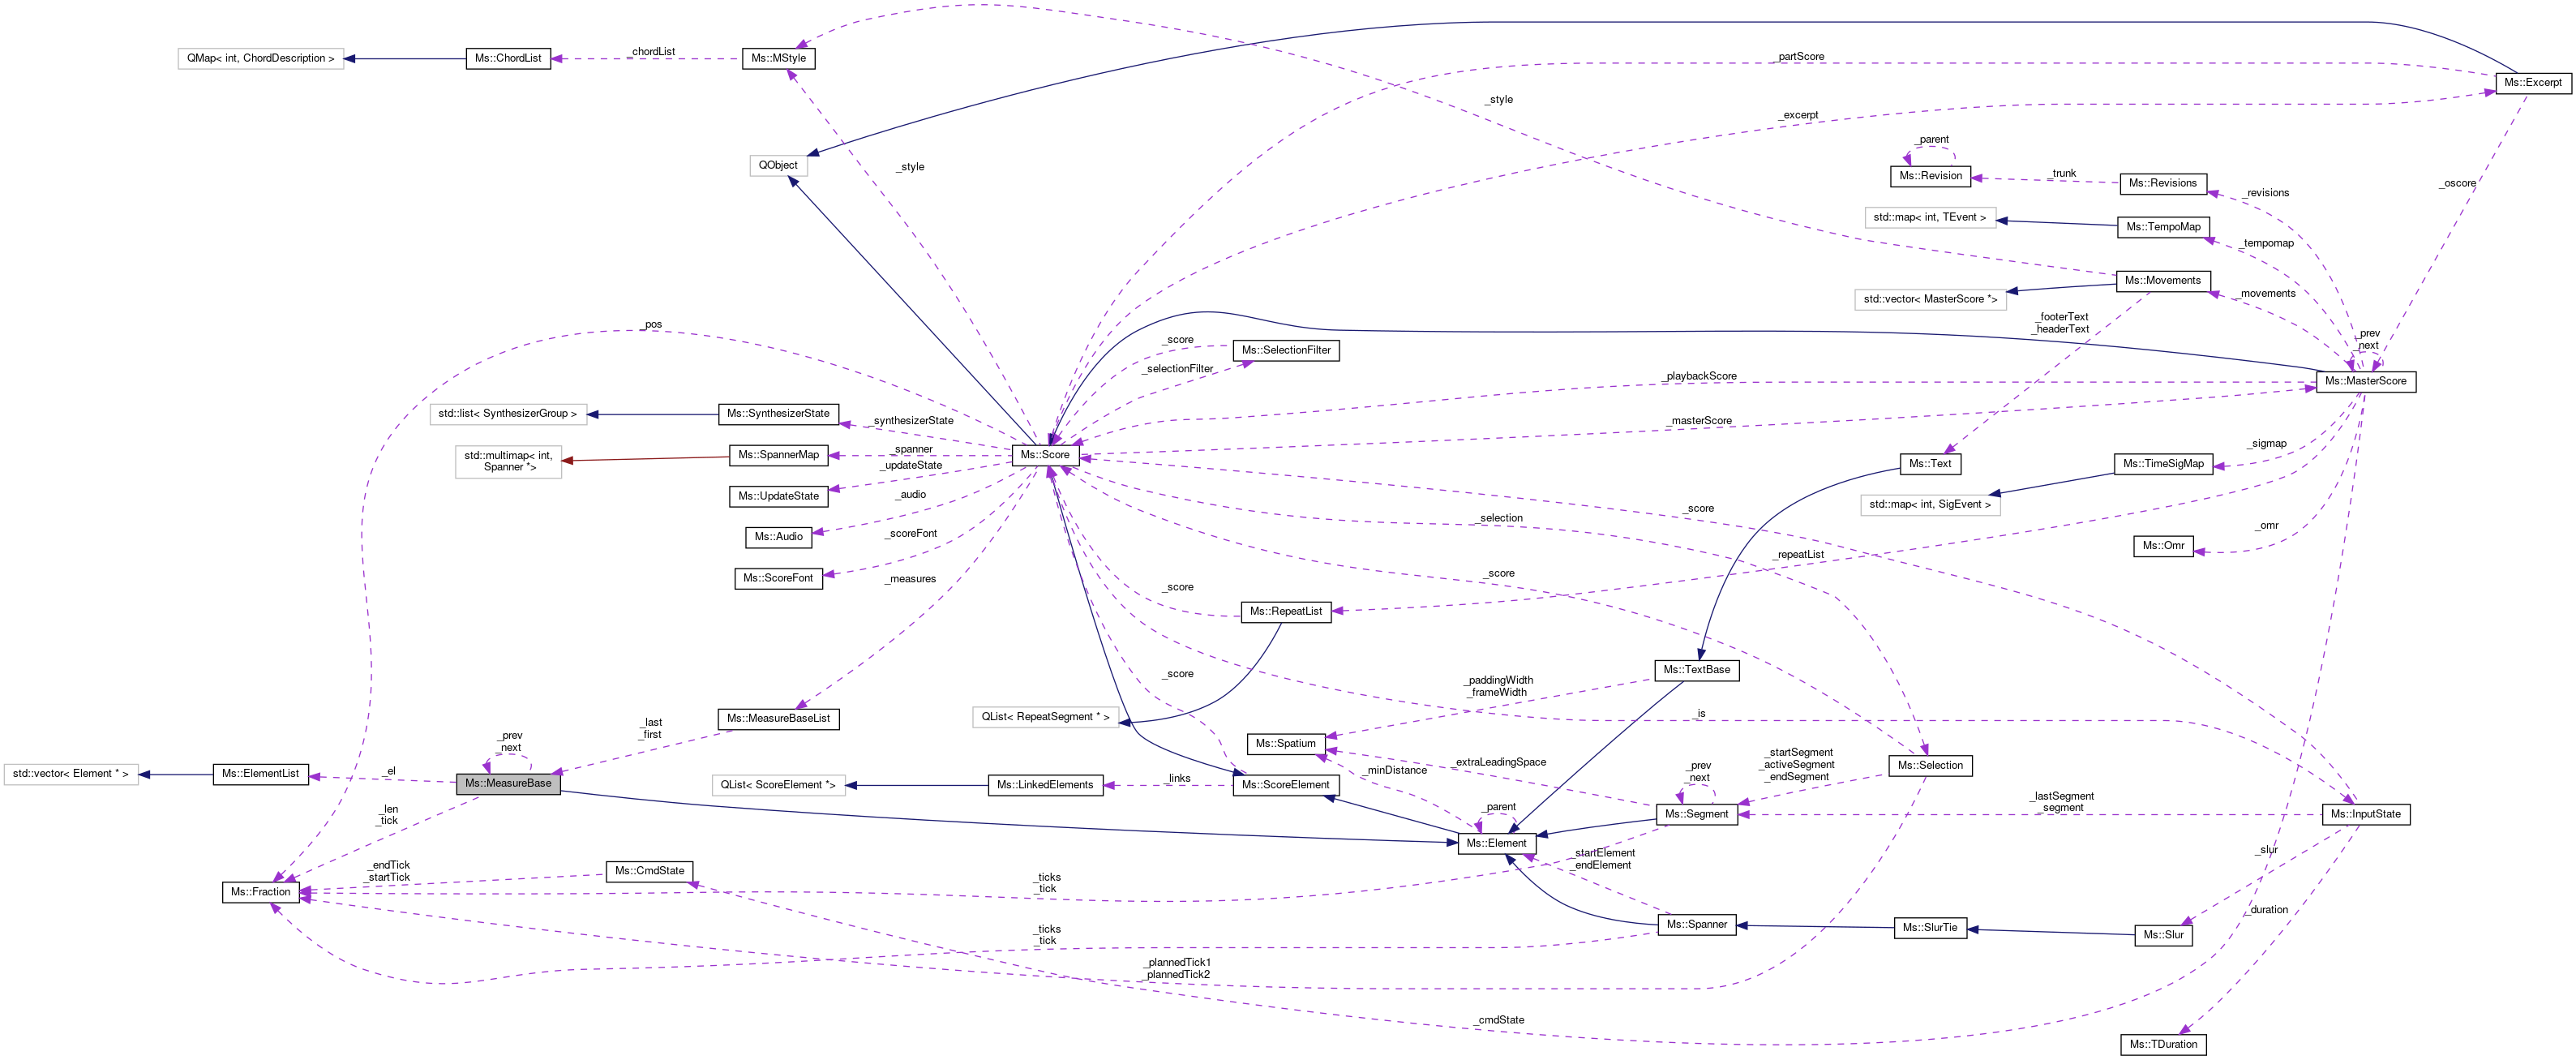 _chordList
QMap< int, ChordDescription >
Ms::ChordList
Ms::MStyle
_partScore
Ms::Excerpt
_style
_excerpt
_parent
QObject
_style
Ms::Revision
_trunk
Ms::Revisions
_oscore
_revisions
std::map< int, TEvent >
Ms::TempoMap
_tempomap
Ms::Movements
std::vector< MasterScore *>
_movements
_footerText
_headerText
_pos
_prev
_next
_score
Ms::SelectionFilter
_selectionFilter
_playbackScore
Ms::MasterScore
std::list< SynthesizerGroup >
Ms::SynthesizerState
_synthesizerState
_masterScore
_sigmap
std::multimap< int,
Spanner *>
Ms::SpannerMap
_spanner
Ms::Score
_updateState
Ms::Text
Ms::TimeSigMap
Ms::UpdateState
_audio
std::map< int, SigEvent >
_score
_selection
Ms::Audio
_scoreFont
_omr
Ms::Omr
_repeatList
Ms::ScoreFont
_measures
_score
_score
Ms::RepeatList
_score
Ms::TextBase
_paddingWidth
_frameWidth
Ms::MeasureBaseList
QList< RepeatSegment * >
_is
_last
_first
_prev
_next
Ms::Spatium
_startSegment
_activeSegment
_endSegment
std::vector< Element * >
Ms::ElementList
_el
Ms::MeasureBase
QList< ScoreElement *>
Ms::LinkedElements
_links
Ms::ScoreElement
_minDistance
_extraLeadingSpace
_prev
_next
Ms::Selection
_lastSegment
_segment
_len
_tick
_parent
Ms::Segment
Ms::InputState
Ms::Element
_startElement
_endElement
_slur
_endTick
_startTick
Ms::CmdState
Ms::Fraction
_ticks
_tick
_duration
Ms::Spanner
Ms::SlurTie
Ms::Slur
_ticks
_tick
_plannedTick1
_plannedTick2
_cmdState
Ms::TDuration